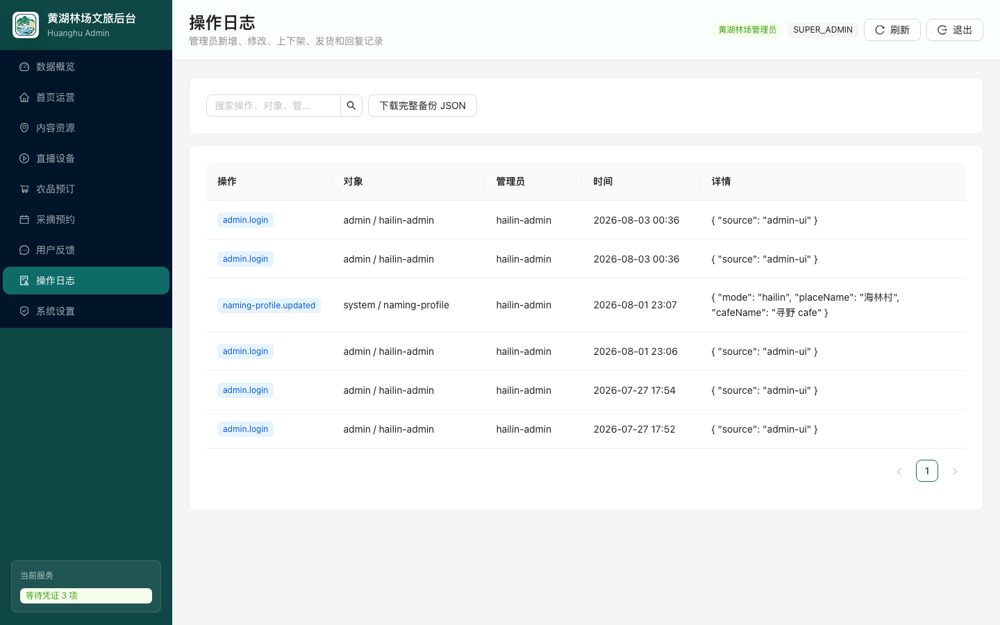 黄湖林场文旅后台
Huanghu Admin
数据概览
首页运营
内容资源
直播设备
农品预订
采摘预约
用户反馈
操作日志
系统设置
当前服务
等待凭证 3 项
操作日志
管理员新增、修改、上下架、发货和回复记录
黄湖林场管理员
SUPER_ADMIN
刷新
退出
搜索操作、对象、管...
下载完整备份 JSON
操作 对象 管理员 时间 详情
admin.login admin / hailin-admin hailin-admin 2026-08-03 00:36 { "source": "admin-ui" }
admin.login admin / hailin-admin hailin-admin 2026-08-03 00:36 { "source": "admin-ui" }
naming-profile.updated system / naming-profile hailin-admin 2026-08-01 23:07 { "mode": "hailin", "placeName": "海林村",
"cafeName": "寻野 cafe" }
admin.login admin / hailin-admin hailin-admin 2026-08-01 23:06 { "source": "admin-ui" }
admin.login admin / hailin-admin hailin-admin 2026-07-27 17:54 { "source": "admin-ui" }
admin.login admin / hailin-admin hailin-admin 2026-07-27 17:52 { "source": "admin-ui" }
1